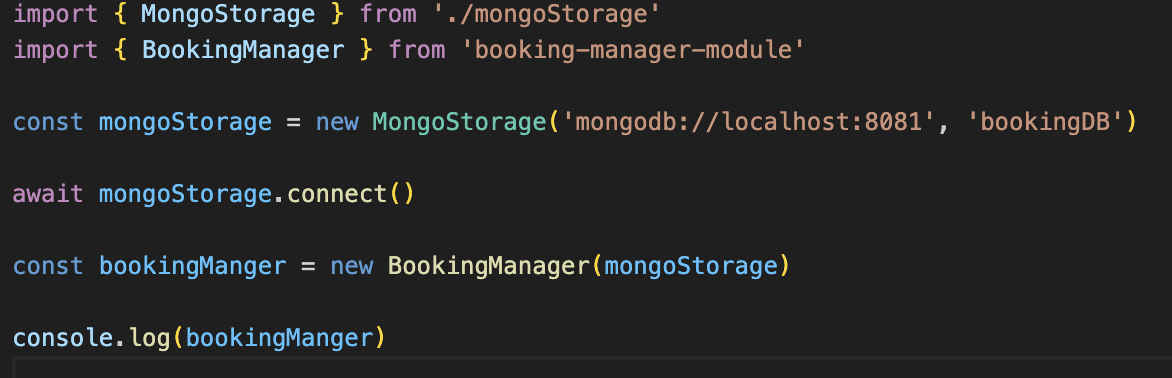 import { MongoStorage } from './mongoStorage'
import { BookingManager } from 'booking-manager-module'
const mongoStorage = new MongoStorage('mongodb://localhost:8081', 'bookingDB')
await mongoStorage.connect()
const bookingManger = new BookingManager(mongoStorage)
console.log(bookingManger)